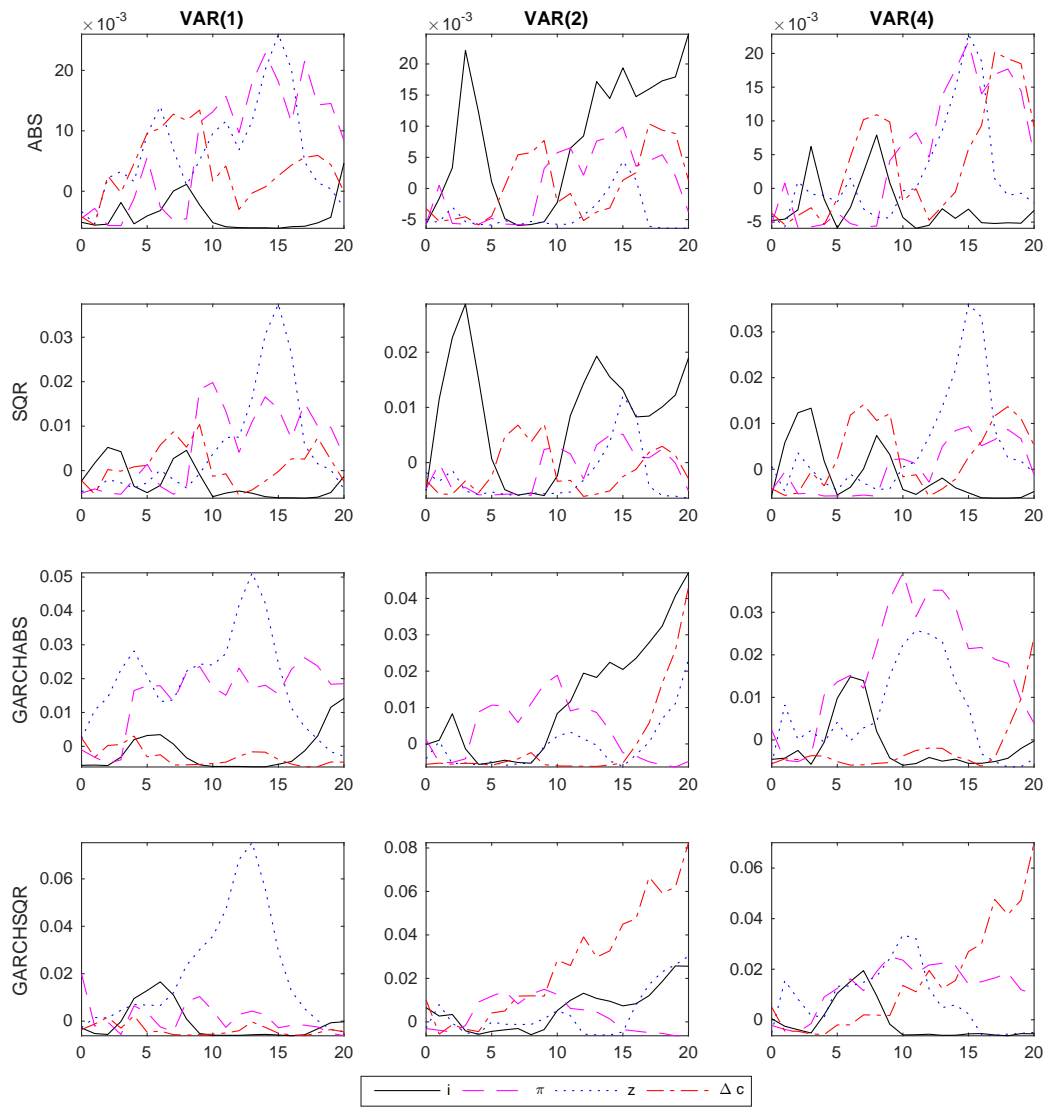 VAR(1) VAR(2) VAR(4)
×10⁻³ ×10⁻³ ×10⁻³
ABS
20 10 0
0 5 10 15 20
25 20 15 10 5 0 -5
0 5 10 15 20
20 15 10 5 0 -5
0 5 10 15 20
SQR
0.03 0.02 0.01 0
0 5 10 15 20
0.02 0.01 0
0 5 10 15 20
0.03 0.02 0.01 0
0 5 10 15 20
GARCHABS
0.05 0.04 0.03 0.02 0.01 0
0 5 10 15 20
0.04 0.03 0.02 0.01 0
0 5 10 15 20
0.03 0.02 0.01 0
0 5 10 15 20
GARCHSQR
0.06 0.04 0.02 0
0 5 10 15 20
0.08 0.06 0.04 0.02 0
0 5 10 15 20
0.06 0.04 0.02 0
0 5 10 15 20
i π z Δ c